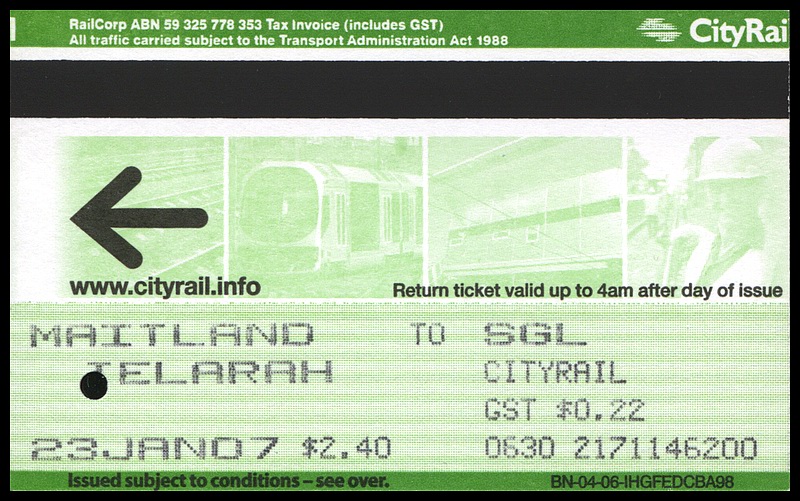 RailCorp ABN 59 325 778 353 Tax Invoice (includes GST)
All traffic carried subject to the Transport Administration Act 1988
CityRai
www.cityrail.info
Return ticket valid up to 4am after day of issue
MAITLAND TO SGL
TELARAH CITYRAIL
GST $0.22
23JAN07 $2.40 0630 2171146200
Issued subject to conditions – see over.
BN-04-06-IHGFEDCBA98